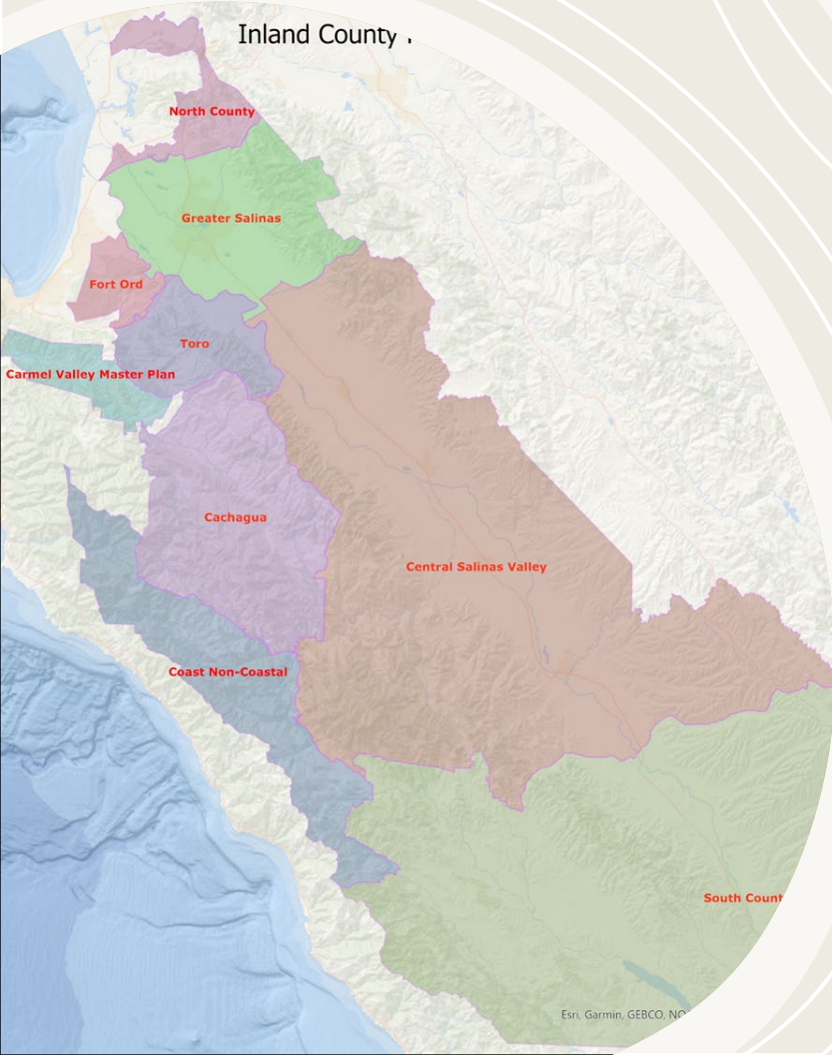 Inland County
North County
Greater Salinas
Fort Ord
Toro
Carmel Valley Master Plan
Cachagua
Central Salinas Valley
Coast Non-Coastal
South Count
Esri, Garmin, GEBCO, NO